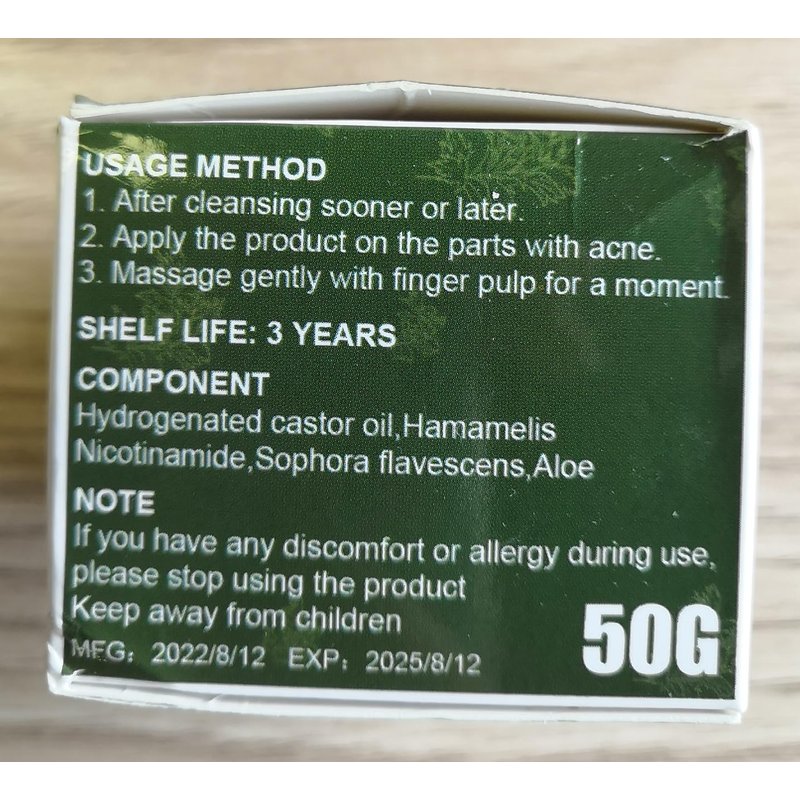 USAGE METHOD
1. After cleansing sooner or later.
2. Apply the product on the parts with acne.
3. Massage gently with finger pulp for a moment.
SHELF LIFE: 3 YEARS
COMPONENT
Hydrogenated castor oil,Hamamelis
Nicotinamide,Sophora flavescens,Aloe
NOTE
If you have any discomfort or allergy during use,
please stop using the product
Keep away from children
MFG: 2022/8/12 EXP: 2025/8/12
50G